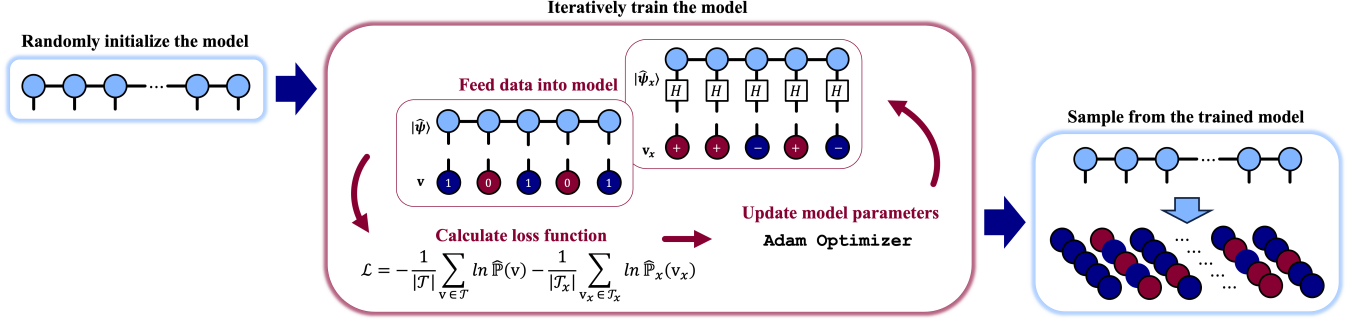 Iteratively train the model
Randomly initialize the model
...
Feed data into model
|ψ̂ₓ⟩
H H H H H
vₓ + + − + −
|ψ̂⟩
v 1 0 1 0 1
Calculate loss function
ℒ = − 1/|𝒯| ∑ v∈𝒯 ln ℙ̂(v) − 1/|𝒯ₓ| ∑ vₓ∈𝒯ₓ ln ℙ̂ₓ(vₓ)
Update model parameters
Adam Optimizer
Sample from the trained model
...
...
...
...
...